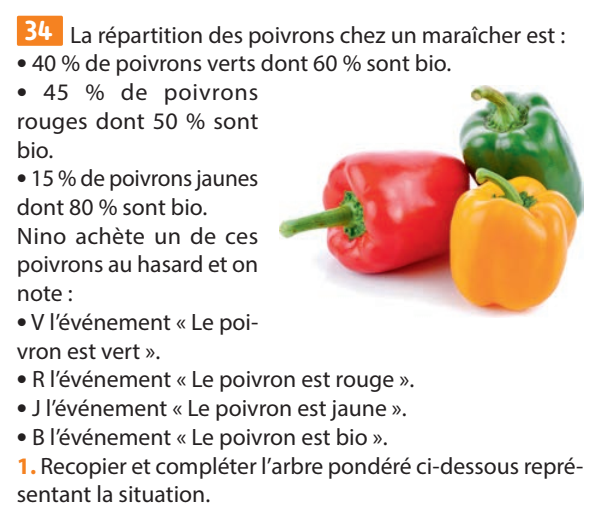 34 La répartition des poivrons chez un maraîcher est :
• 40 % de poivrons verts dont 60 % sont bio.
• 45 % de poivrons
rouges dont 50 % sont
bio.
• 15 % de poivrons jaunes
dont 80 % sont bio.
Nino achète un de ces
poivrons au hasard et on
note :
• V l’événement « Le poi-
vron est vert ».
• R l’événement « Le poivron est rouge ».
• J l’événement « Le poivron est jaune ».
• B l’événement « Le poivron est bio ».
1. Recopier et compléter l’arbre pondéré ci-dessous repré-
sentant la situation.